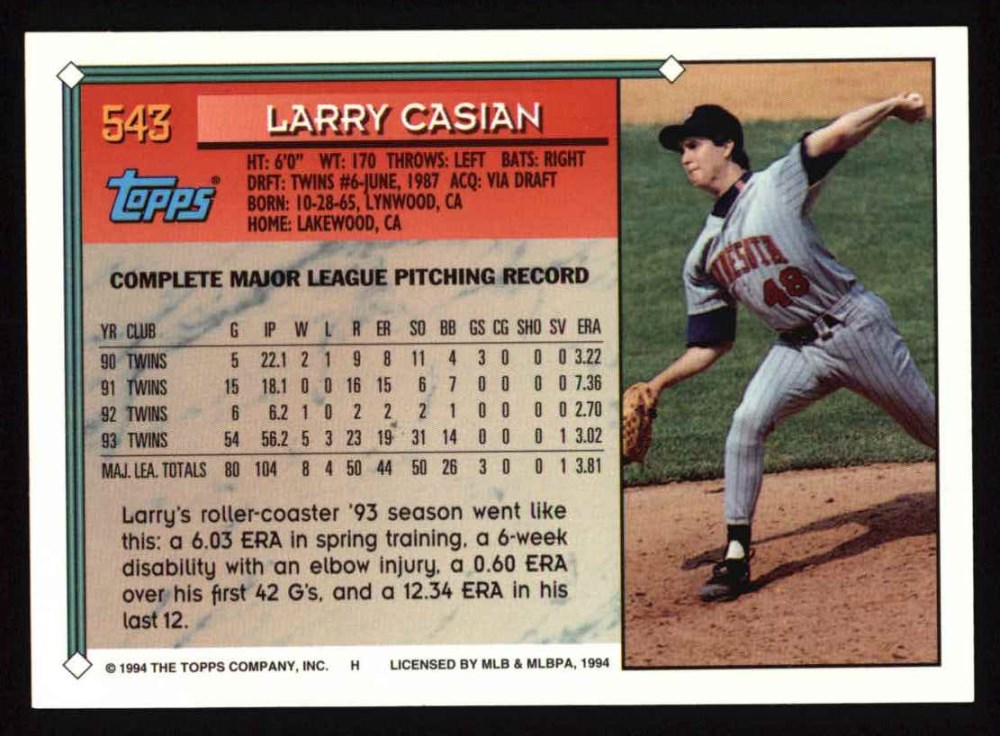 543
LARRY CASIAN
Topps®
HT: 6'0" WT: 170 THROWS: LEFT BATS: RIGHT
DRFT: TWINS #6-JUNE, 1987 ACQ: VIA DRAFT
BORN: 10-28-65, LYNWOOD, CA
HOME: LAKEWOOD, CA
COMPLETE MAJOR LEAGUE PITCHING RECORD
YR CLUB G IP W L R ER SO BB GS CG SHO SV ERA
90 TWINS 5 22.1 2 1 9 8 11 4 3 0 0 0 3.22
91 TWINS 15 18.1 0 0 16 15 6 7 0 0 0 0 7.36
92 TWINS 6 6.2 1 0 2 2 2 1 0 0 0 0 2.70
93 TWINS 54 56.2 5 3 23 19 31 14 0 0 0 1 3.02
MAJ. LEA. TOTALS 80 104 8 4 50 44 50 26 3 0 0 1 3.81
Larry's roller-coaster '93 season went like
this: a 6.03 ERA in spring training, a 6-week
disability with an elbow injury, a 0.60 ERA
over his first 42 G's, and a 12.34 ERA in his
last 12.
© 1994 THE TOPPS COMPANY, INC. H LICENSED BY MLB & MLBPA, 1994
NNESOTA
48